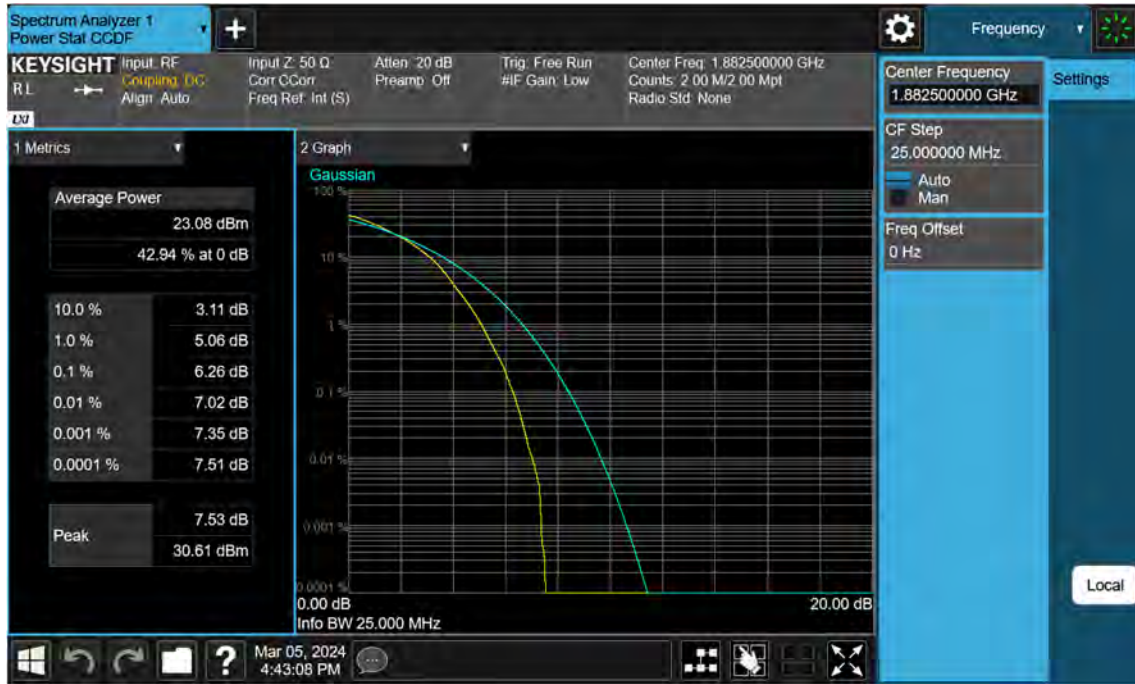 Spectrum Analyzer 1
Power Stat CCDF
+
Frequency
KEYSIGHT
RL
LXI
Input: RF
Coupling: DC
Align: Auto
Input Z: 50 Ω
Corr CCorr
Freq Ref: Int (S)
Atten: 20 dB
Preamp: Off
Trig: Free Run
#IF Gain: Low
Center Freq: 1.882500000 GHz
Counts: 2.00 M/2.00 Mpt
Radio Std: None
Center Frequency
1.882500000 GHz
Settings
CF Step
25.000000 MHz
Auto
Man
Freq Offset
0 Hz
Local
1 Metrics
Average Power
23.08 dBm
42.94 % at 0 dB
10.0 % 3.11 dB
1.0 % 5.06 dB
0.1 % 6.26 dB
0.01 % 7.02 dB
0.001 % 7.35 dB
0.0001 % 7.51 dB
Peak
7.53 dB
30.61 dBm
2 Graph
Gaussian
100 %
10 %
1 %
0.1 %
0.01 %
0.001 %
0.0001 %
0.00 dB 20.00 dB
Info BW 25.000 MHz
?
Mar 05, 2024
4:43:08 PM